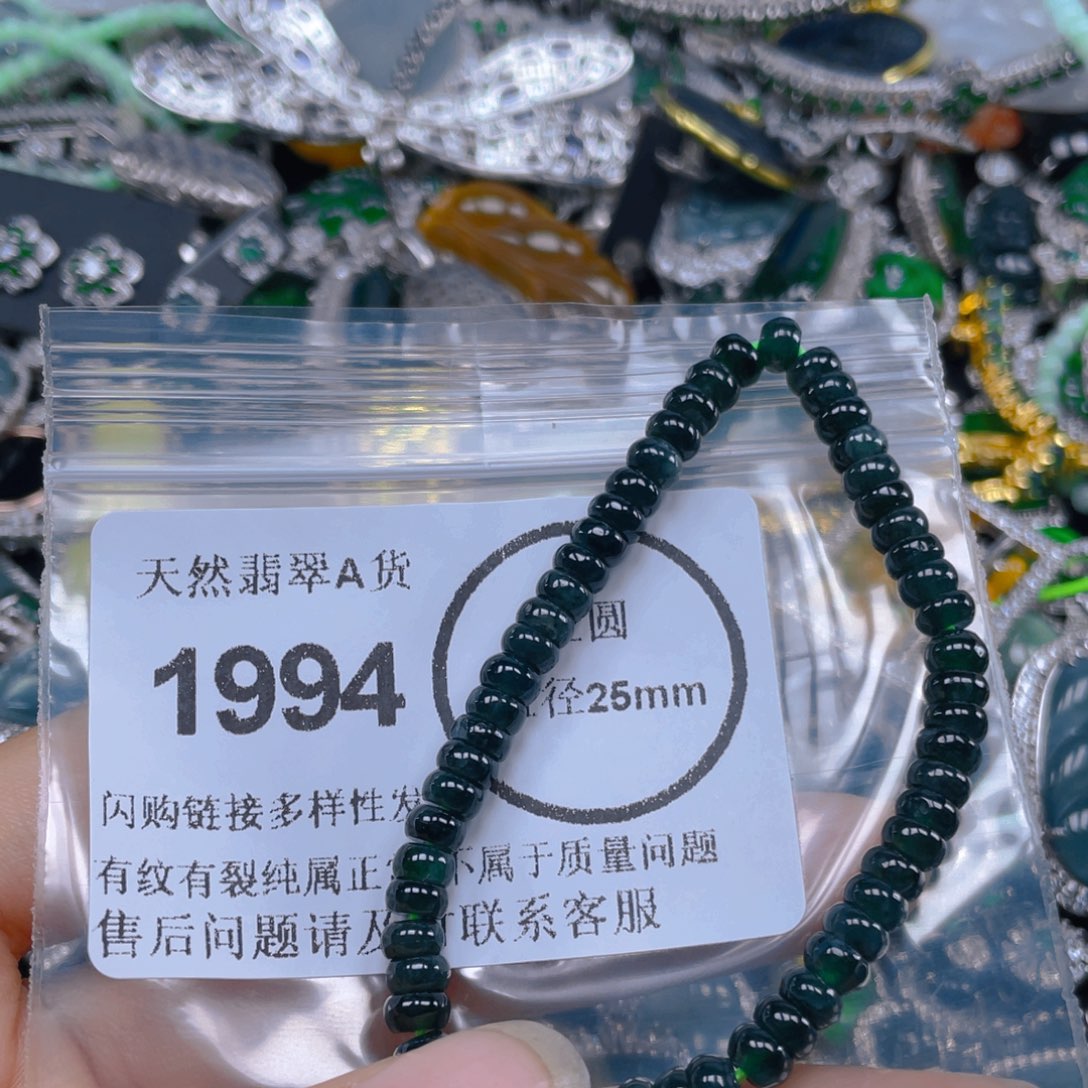 天然翡翠A货
1994
圆
径25mm
闪购链接多样性发
有纹有裂纯属正 不属于质量问题
售后问题请及 联系客服